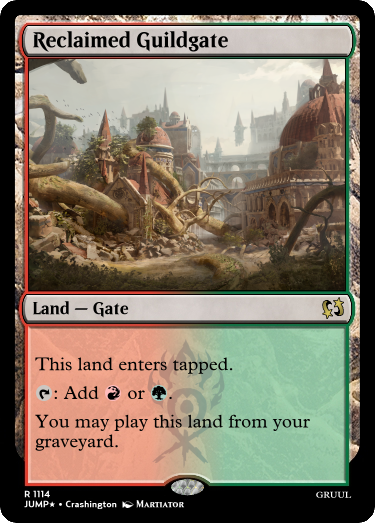 Reclaimed Guildgate
Land — Gate
This land enters tapped.
: Add or .
You may play this land from your
graveyard.
R 1114
GRUUL
JUMP★ • Crashington Martiator